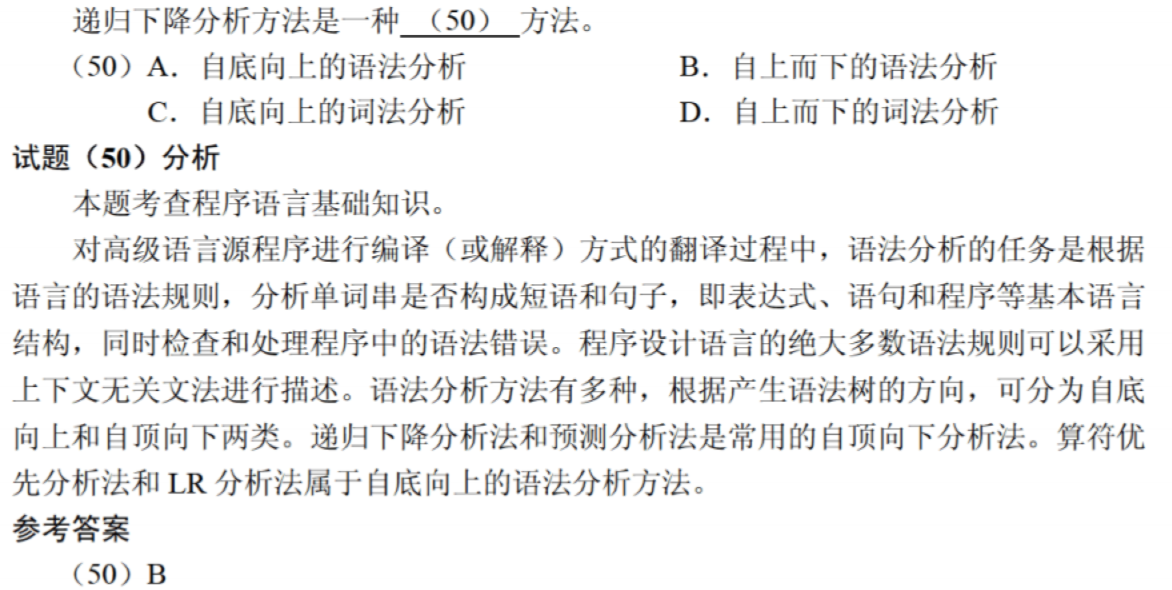 递归下降分析方法是一种 （50） 方法。
（50）A．自底向上的语法分析 B．自上而下的语法分析
C．自底向上的词法分析 D．自上而下的词法分析
试题（50）分析
本题考查程序语言基础知识。
对高级语言源程序进行编译（或解释）方式的翻译过程中，语法分析的任务是根据
语言的语法规则，分析单词串是否构成短语和句子，即表达式、语句和程序等基本语言
结构，同时检查和处理程序中的语法错误。程序设计语言的绝大多数语法规则可以采用
上下文无关文法进行描述。语法分析方法有多种，根据产生语法树的方向，可分为自底
向上和自顶向下两类。递归下降分析法和预测分析法是常用的自顶向下分析法。算符优
先分析法和 LR 分析法属于自底向上的语法分析方法。
参考答案
（50）B